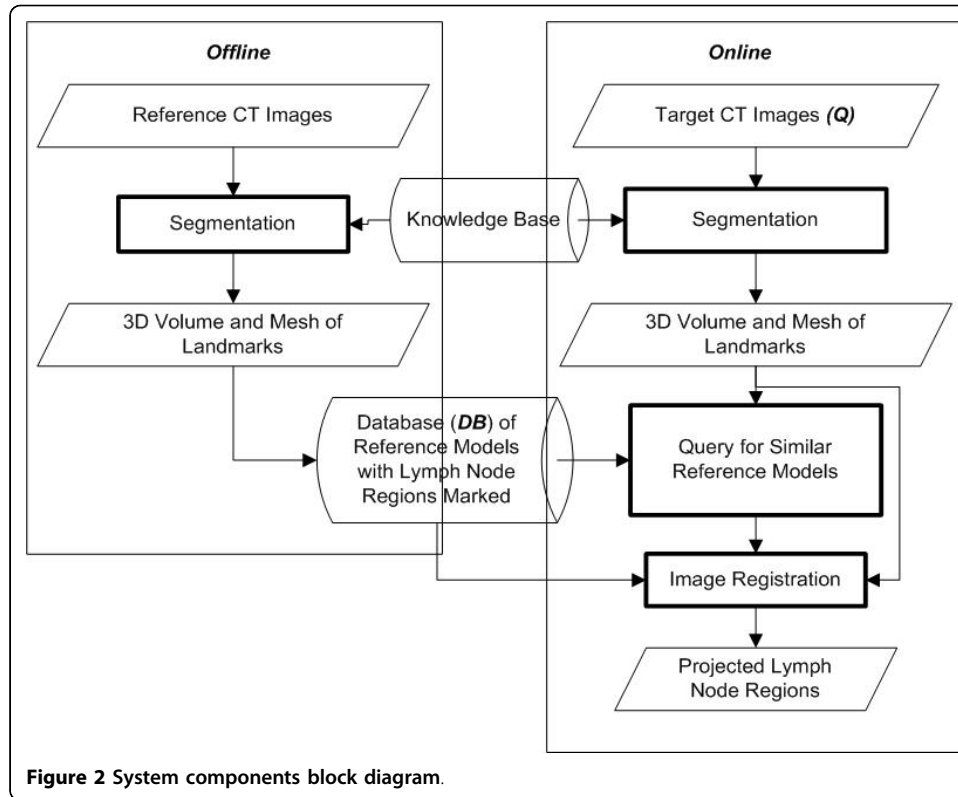 Offline
Reference CT Images
Segmentation
3D Volume and Mesh of
Landmarks
Knowledge Base
Database (DB) of
Reference Models
with Lymph Node
Regions Marked
Online
Target CT Images (Q)
Segmentation
3D Volume and Mesh of
Landmarks
Query for Similar
Reference Models
Image Registration
Projected Lymph
Node Regions
Figure 2 System components block diagram.